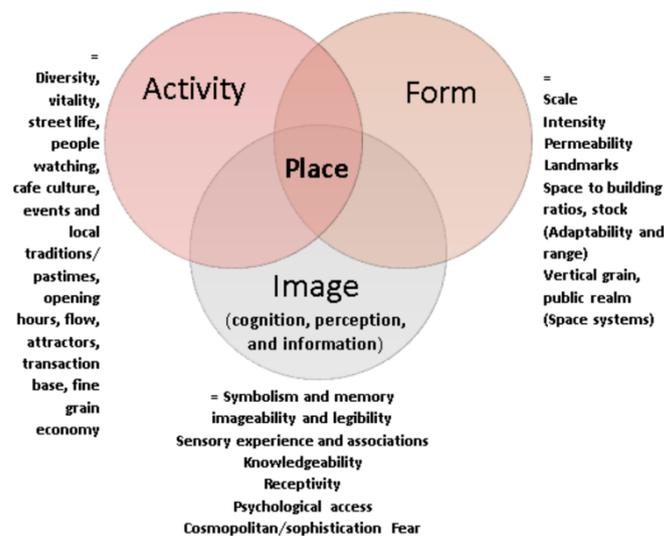 Activity
Form
Place
Image
(cognition, perception,
and information)
=
Diversity,
vitality,
street life,
people
watching,
cafe culture,
events and
local
traditions/
pastimes,
opening
hours, flow,
attractors,
transaction
base, fine
grain
economy
=
Scale
Intensity
Permeability
Landmarks
Space to building
ratios, stock
(Adaptability and
range)
Vertical grain,
public realm
(Space systems)
= Symbolism and memory
imageability and legibility
Sensory experience and associations
Knowledgeability
Receptivity
Psychological access
Cosmopolitan/sophistication Fear